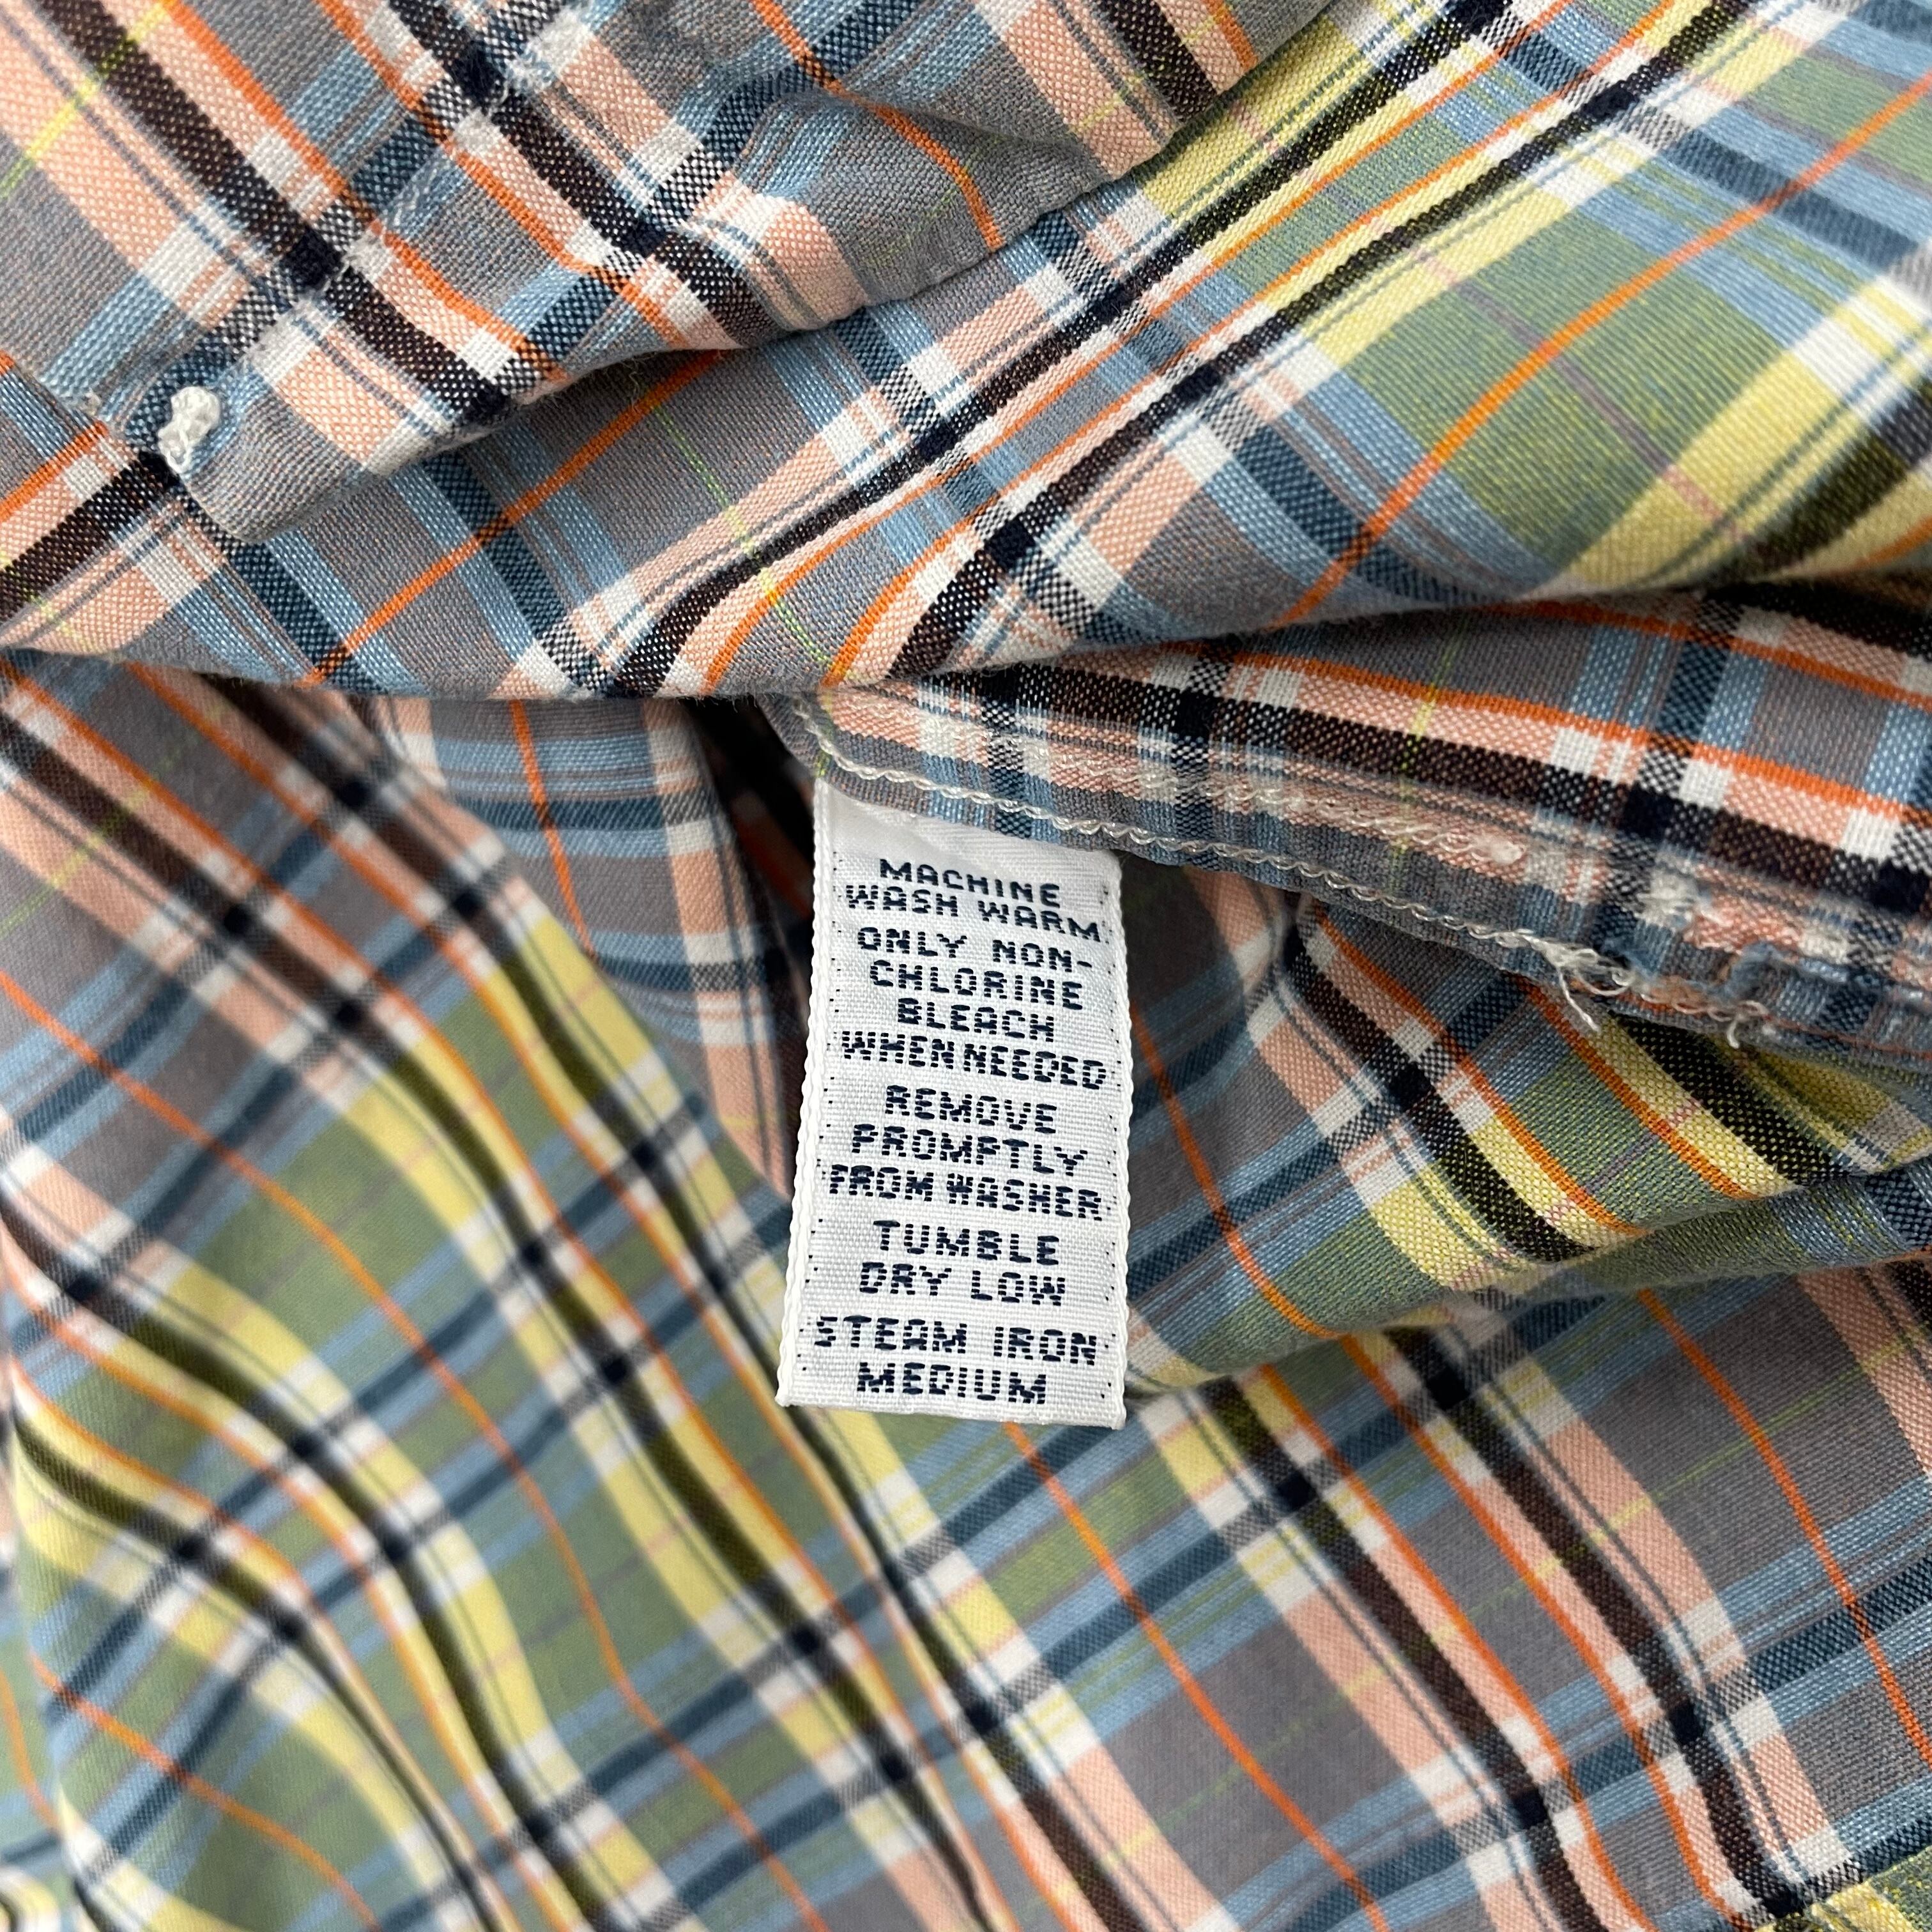 MACHINE
WASH WARM
ONLY NON-
CHLORINE
BLEACH
WHEN NEEDED
REMOVE
PROMPTLY
FROM WASHER
TUMBLE
DRY LOW
STEAM IRON
MEDIUM